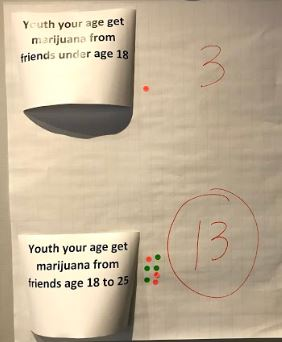 Youth your age get
marijuana from
friends under age 18
3
Youth your age get
marijuana from
friends age 18 to 25
13